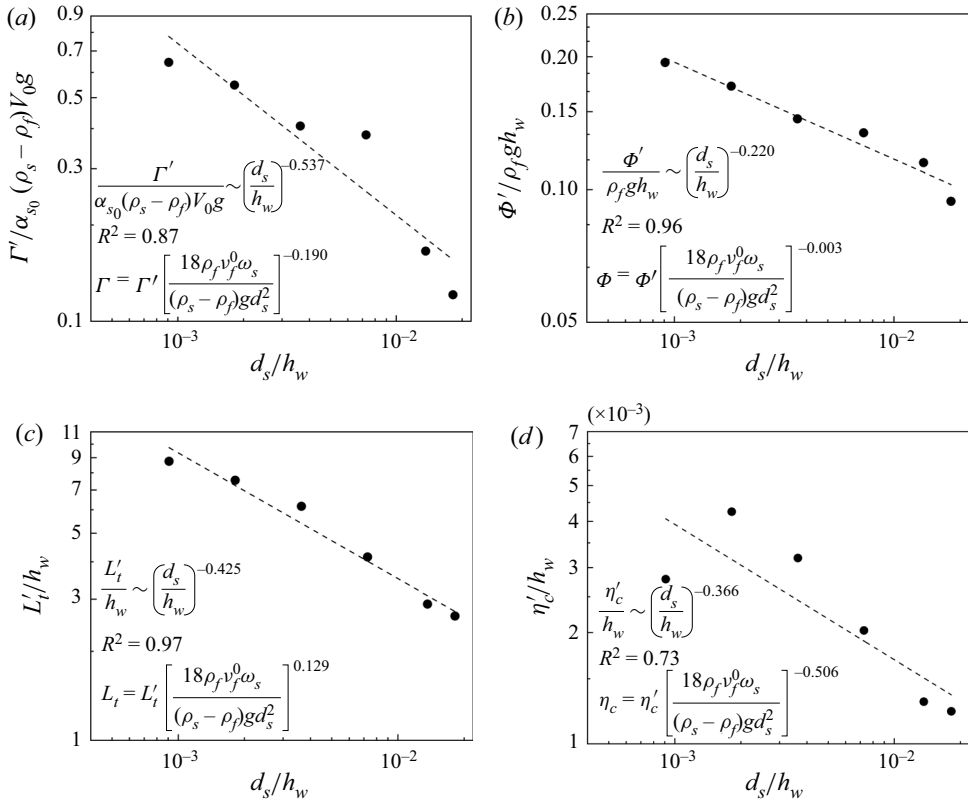 (a)
0.9
0.7
0.5
0.3
0.1
Γ′/α_{s_0} (ρ_s − ρ_f)V_0g
Γ′/α_{s_0}(ρ_s − ρ_f)V_0g ~ (d_s/h_w)^{−0.537}
R² = 0.87
Γ = Γ′ [18ρ_f ν_f^0 ω_s/(ρ_s − ρ_f)gd_s^2]^{−0.190}
10^{−3} 10^{−2}
d_s/h_w
(b)
0.25
0.20
0.15
0.10
0.05
Φ′/ρ_f gh_w
Φ′/ρ_f gh_w ~ (d_s/h_w)^{−0.220}
R² = 0.96
Φ = Φ′ [18ρ_f ν_f^0 ω_s/(ρ_s − ρ_f)gd_s^2]^{−0.003}
10^{−3} 10^{−2}
d_s/h_w
(c)
11
9
7
5
3
1
L′_t/h_w
L′_t/h_w ~ (d_s/h_w)^{−0.425}
R² = 0.97
L_t = L′_t [18ρ_f ν_f^0 ω_s/(ρ_s − ρ_f)gd_s^2]^{0.129}
10^{−3} 10^{−2}
d_s/h_w
(×10^{−3})
(d)
7
6
5
4
3
2
1
η′_c/h_w
η′_c/h_w ~ (d_s/h_w)^{−0.366}
R² = 0.73
η_c = η′_c [18ρ_f ν_f^0 ω_s/(ρ_s − ρ_f)gd_s^2]^{−0.506}
10^{−3} 10^{−2}
d_s/h_w